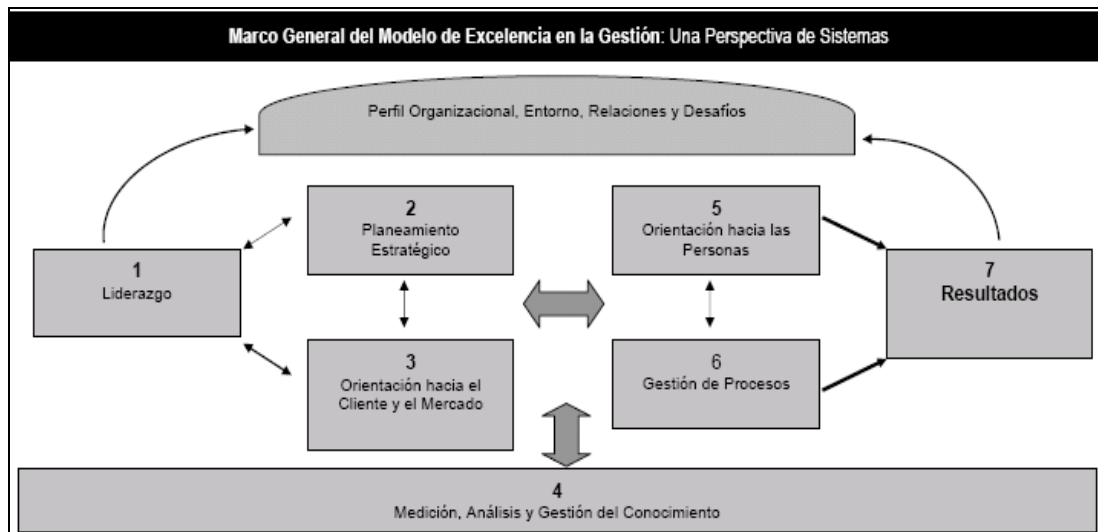 Marco General del Modelo de Excelencia en la Gestión: Una Perspectiva de Sistemas
Perfil Organizacional, Entorno, Relaciones y Desafíos
1
Liderazgo
2
Planeamiento
Estratégico
3
Orientación hacia el
Cliente y el Mercado
5
Orientación hacia las
Personas
6
Gestión de Procesos
7
Resultados
4
Medición, Análisis y Gestión del Conocimiento